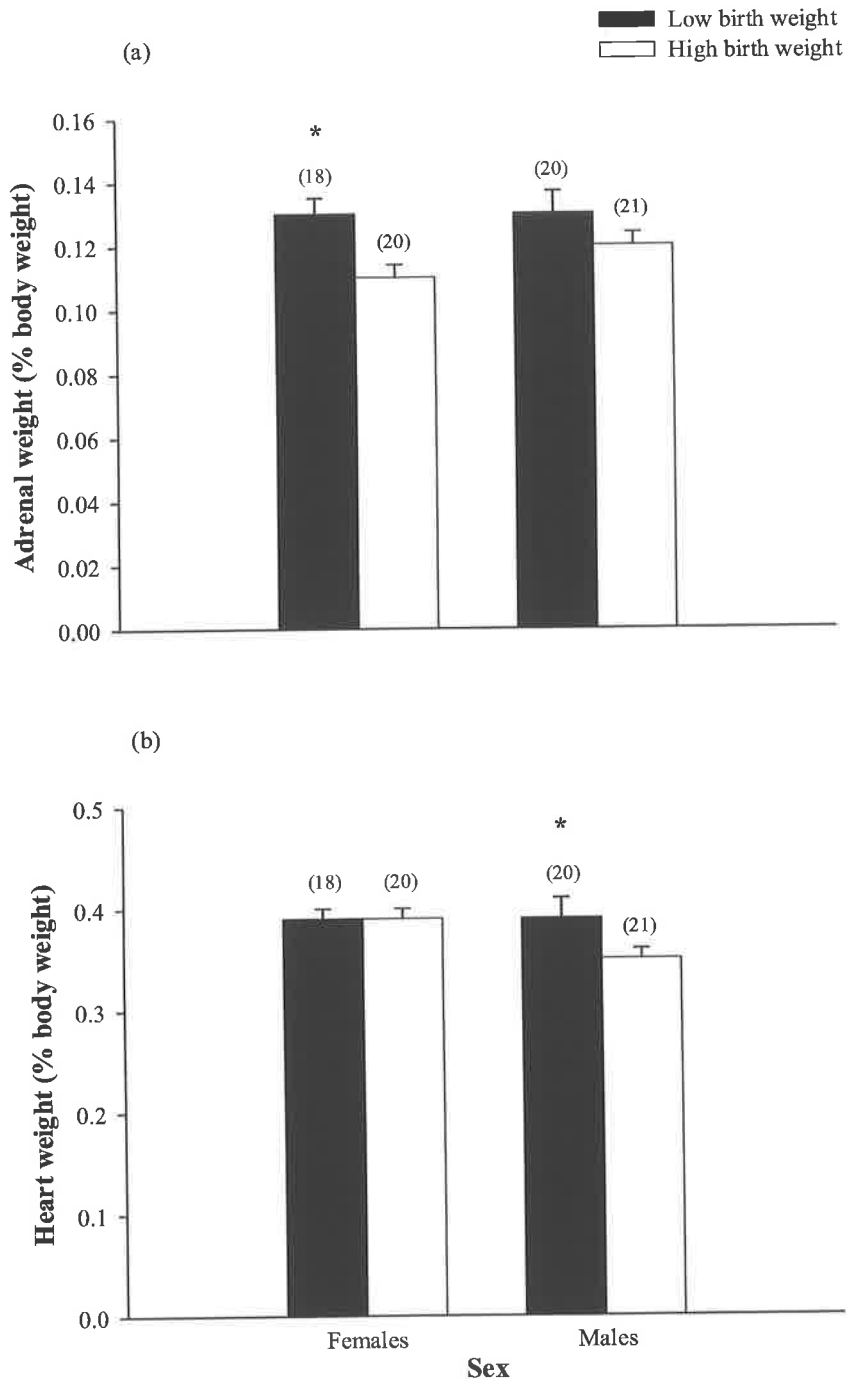 Low birth weight
High birth weight
(a)
Adrenal weight (% body weight)
0.16
0.14
0.12
0.10
0.08
0.06
0.04
0.02
0.00
*
(18)
(20)
(20)
(21)
(b)
Heart weight (% body weight)
0.5
0.4
0.3
0.2
0.1
0.0
*
(18)
(20)
(20)
(21)
Females
Males
Sex